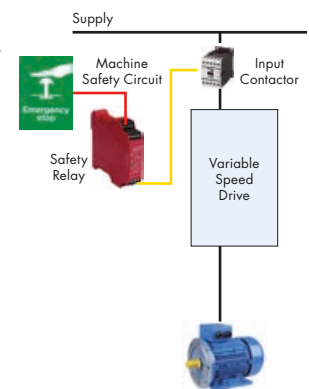 Supply
Machine
Safety Circuit
Input
Contactor
Emergency
stop
Safety
Relay
Variable
Speed
Drive